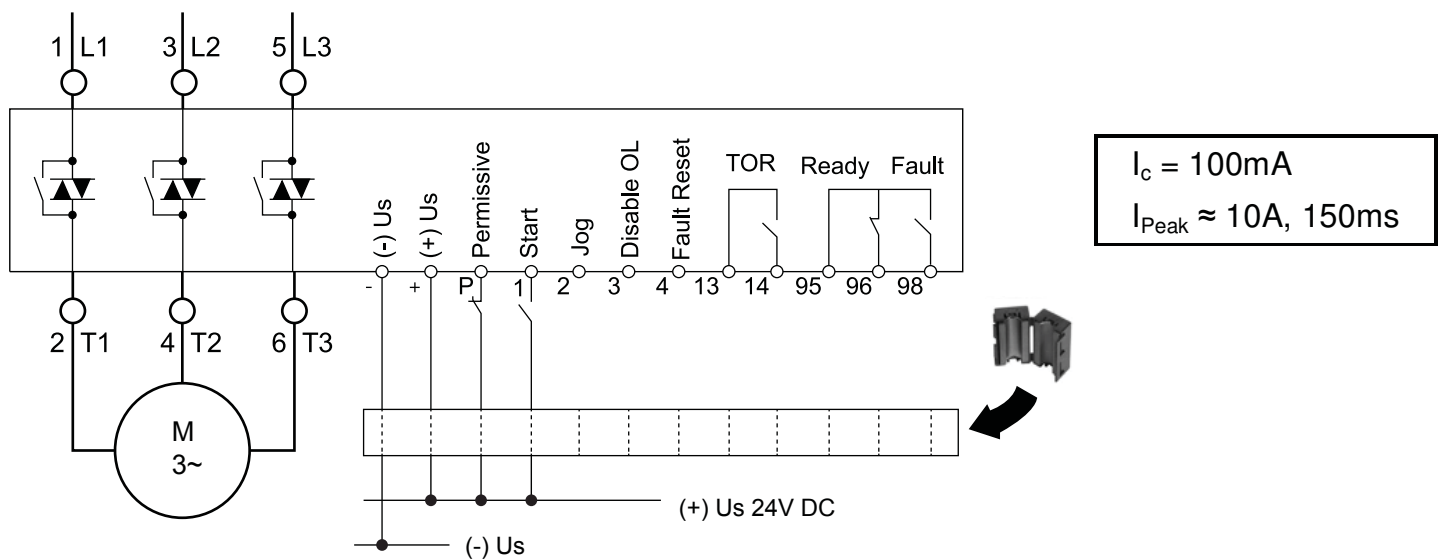 1 L1 3 L2 5 L3
(-) Us
(+) Us
Permissive
Start
Jog
Disable OL
Fault Reset
TOR Ready Fault
- + P 1 2 3 4 13 14 95 96 98
2 T1 4 T2 6 T3
M
3~
(+) Us 24V DC
(-) Us
Ic = 100mA
IPeak ≈ 10A, 150ms